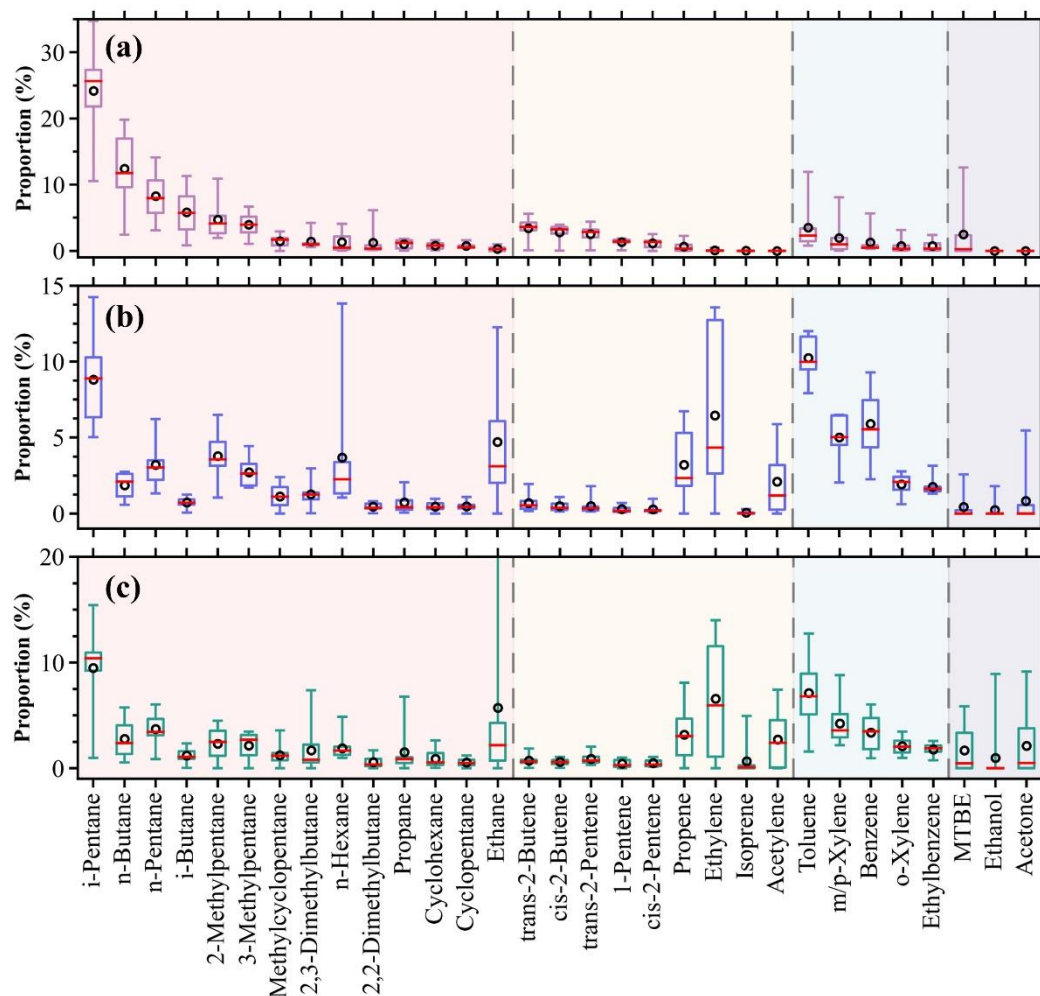 (a)
Proportion (%)
30
20
10
0
(b)
Proportion (%)
15
10
5
0
(c)
Proportion (%)
20
10
0
i-Pentane
n-Butane
n-Pentane
i-Butane
2-Methylpentane
3-Methylpentane
Methylcyclopentane
2,3-Dimethylbutane
n-Hexane
2,2-Dimethylbutane
Propane
Cyclohexane
Cyclopentane
Ethane
trans-2-Butene
cis-2-Butene
trans-2-Pentene
1-Pentene
cis-2-Pentene
Propene
Ethylene
Isoprene
Acetylene
Toluene
m/p-Xylene
Benzene
o-Xylene
Ethylbenzene
MTBE
Ethanol
Acetone